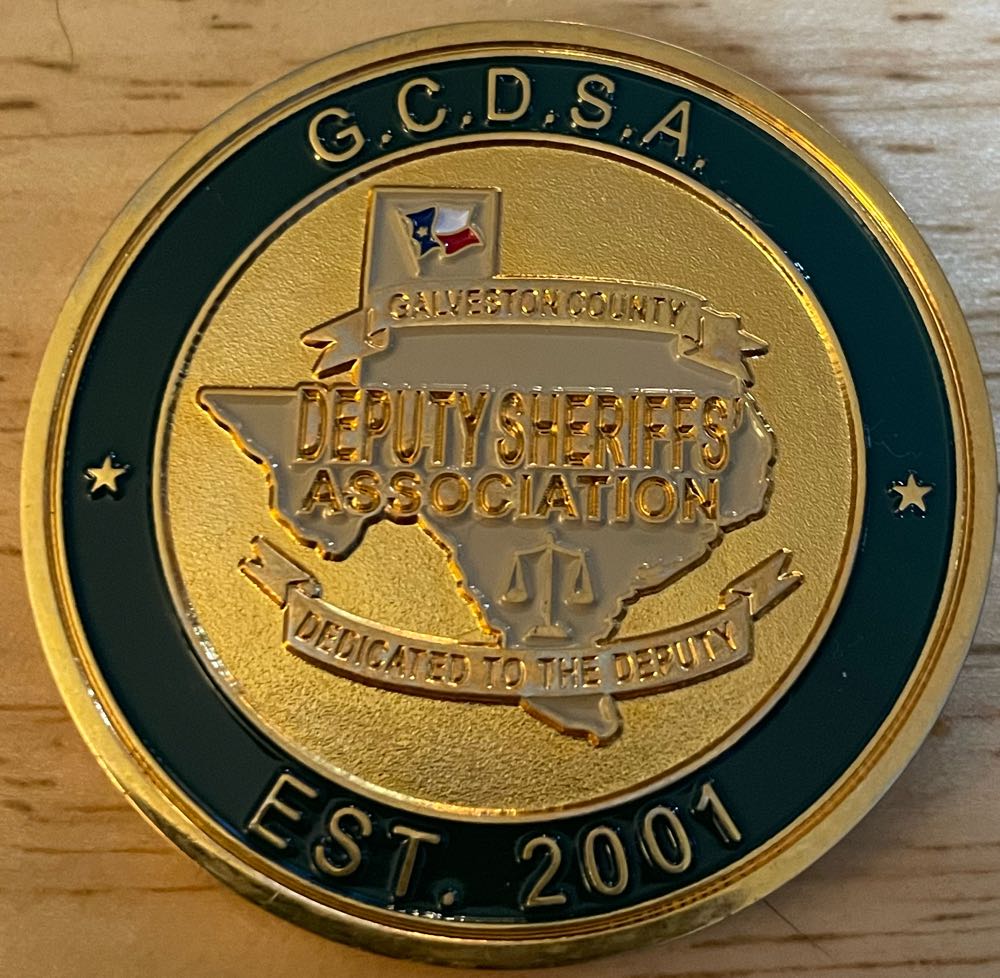 G.C.D.S.A.
GALVESTON COUNTY
DEPUTY SHERIFFS'
ASSOCIATION
DEDICATED TO THE DEPUTY
EST. 2001